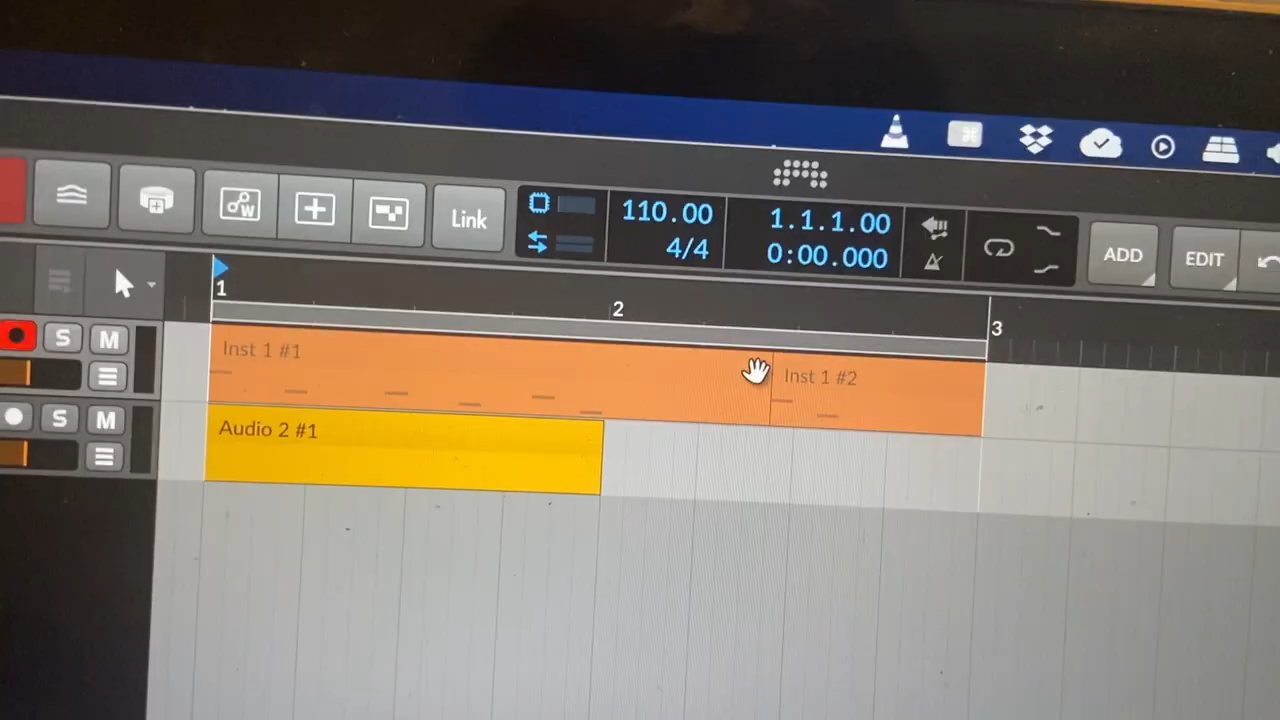 Link
110.00
4/4
1.1.1.00
0:00.000
ADD
EDIT
1
2
3
S
M
Inst 1 #1
Inst 1 #2
S
M
Audio 2 #1